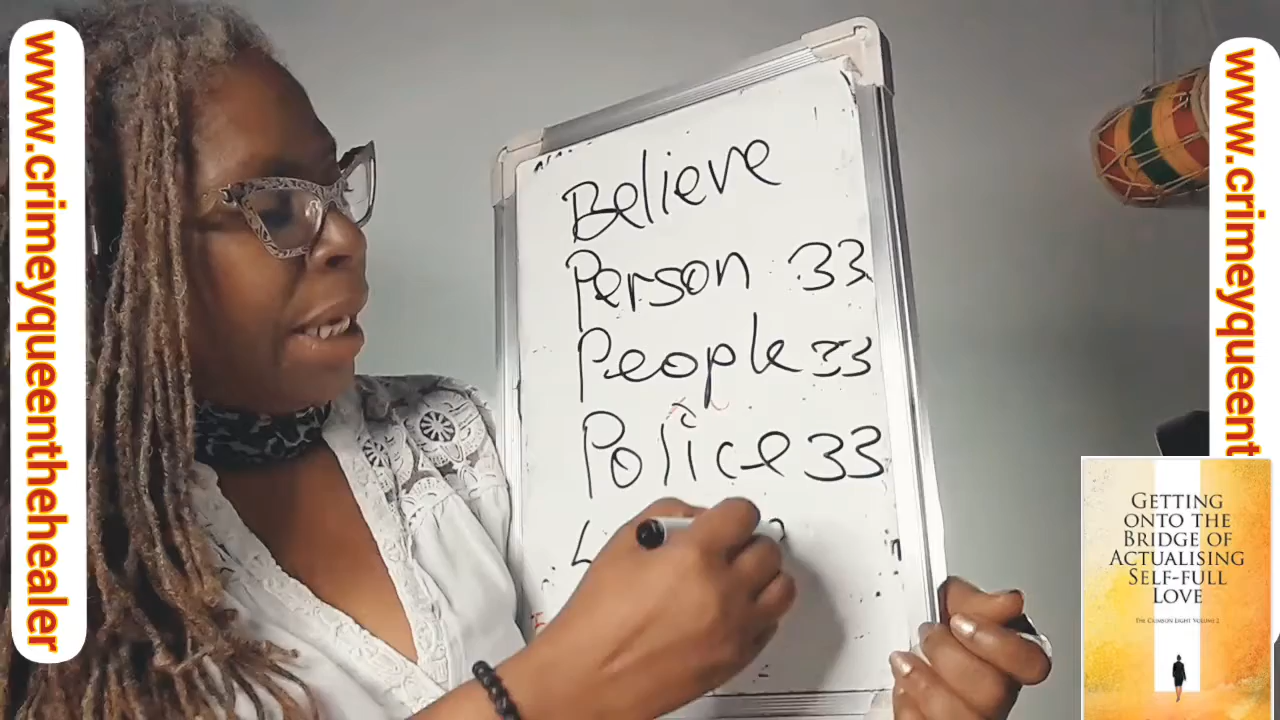 www.crimeyqueenthehealer
Believe
Person 33
People 33
Police 33
www.crimeyqueent
GETTING
ONTO THE
BRIDGE OF
ACTUALISING
SELF-FULL
LOVE
THE CRIMSON LIGHT VOLUME 2